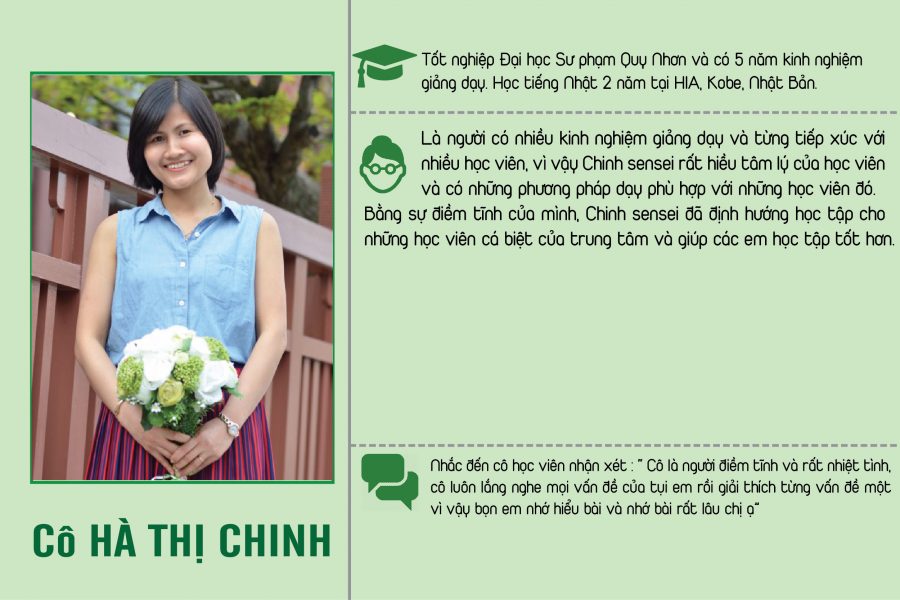 Tốt nghiệp Đại học Sư phạm Quy Nhơn và có 5 năm kinh nghiệm
giảng dạy. Học tiếng Nhật 2 năm tại HIA, Kobe, Nhật Bản.
Là người có nhiều kinh nghiệm giảng dạy và từng tiếp xúc với
nhiều học viên, vì vậy Chinh sensei rất hiểu tâm lý của học viên
và có những phương pháp dạy phù hợp với những học viên đó.
Bằng sự điềm tĩnh của mình, Chinh sensei đã định hướng học tập cho
những học viên cá biệt của trung tâm và giúp các em học tập tốt hơn.
Nhắc đến cô học viên nhận xét : " Cô là người điềm tĩnh và rất nhiệt tình,
cô luôn lắng nghe mọi vấn đề của tụi em rồi giải thích từng vấn đề một
vì vậy bọn em nhớ hiểu bài và nhớ bài rất lâu chị ạ"
Cô HÀ THỊ CHINH